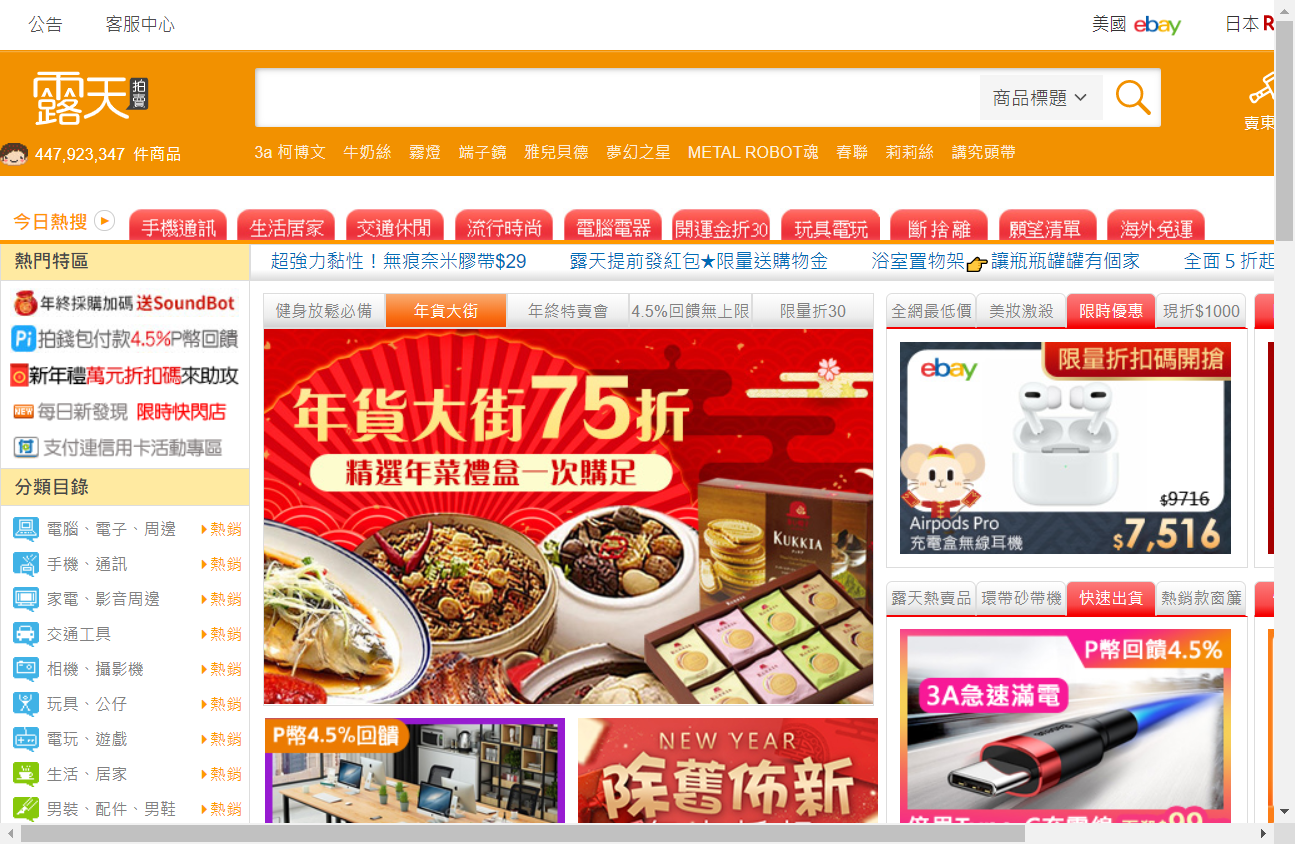 公告 客服中心 美國 ebay 日本
露天拍賣
商品標題
447,923,347 件商品
3a 柯博文 牛奶絲 霧燈 端子鏡 雅兒貝德 夢幻之星 METAL ROBOT魂 春聯 莉莉絲 講究頭帶
今日熱搜 手機通訊 生活居家 交通休閒 流行時尚 電腦電器 開運金折30 玩具電玩 斷捨離 願望清單 海外免運
超強力黏性！無痕奈米膠帶$29 露天提前發紅包★限量送購物金 浴室置物架👉讓瓶瓶罐罐有個家 全面５折起
熱門特區
年終採購加碼 送SoundBot
拍錢包付款4.5%P幣回饋
新年禮萬元折扣碼來助攻
NEW 每日新發現 限時快閃店
支付連信用卡活動專區
分類目錄
電腦、電子、周邊 熱銷
手機、通訊 熱銷
家電、影音周邊 熱銷
交通工具 熱銷
相機、攝影機 熱銷
玩具、公仔 熱銷
電玩、遊戲 熱銷
生活、居家 熱銷
男裝、配件、男鞋 熱銷
健身放鬆必備 年貨大街 年終特賣會 4.5%回饋無上限 限量折30
年貨大街75折
精選年菜禮盒一次購足
KUKKIA
P幣4.5%回饋
NEW YEAR
除舊佈新
全網最低價 美妝激殺 限時優惠 現折$1000
ebay 限量折扣碼開搶
$9716
Airpods Pro
充電盒無線耳機
$7,516
露天熱賣品 環帶砂帶機 快速出貨 熱銷款窗簾
P幣回饋4.5%
3A急速滿電